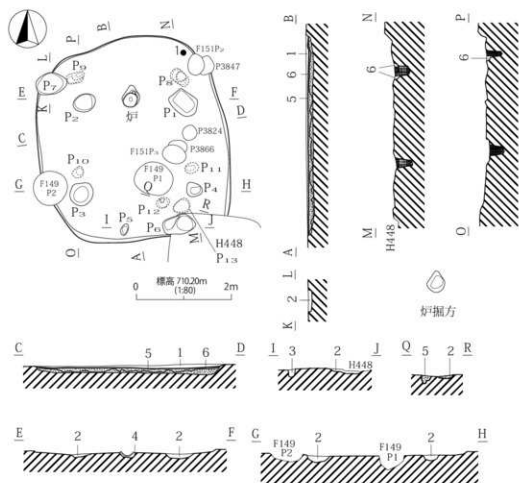 B
N
P
L
1
F151P₂
P3847
P₉
P₈
E
P₇
F
K
P₂
炉
P₁
D
C
P3824
F151P₃
P3866
P₁₀
F149
P1
P₁₁
G
F149
P2
P₃
Q
P₄
H
P₁₂
R
I
P₅
P₆
J
O
A
M
H448
P₁₃
標高 710.20m
(1:80)
0
2m
B
1
6
5
A
N
6
M
H448
P
6
O
L
2
K
炉掘方
C
5
1
6
D
I
3
2
H448
J
Q
5
2
R
E
2
4
2
F
G
F149
P2
2
F149
P1
2
H